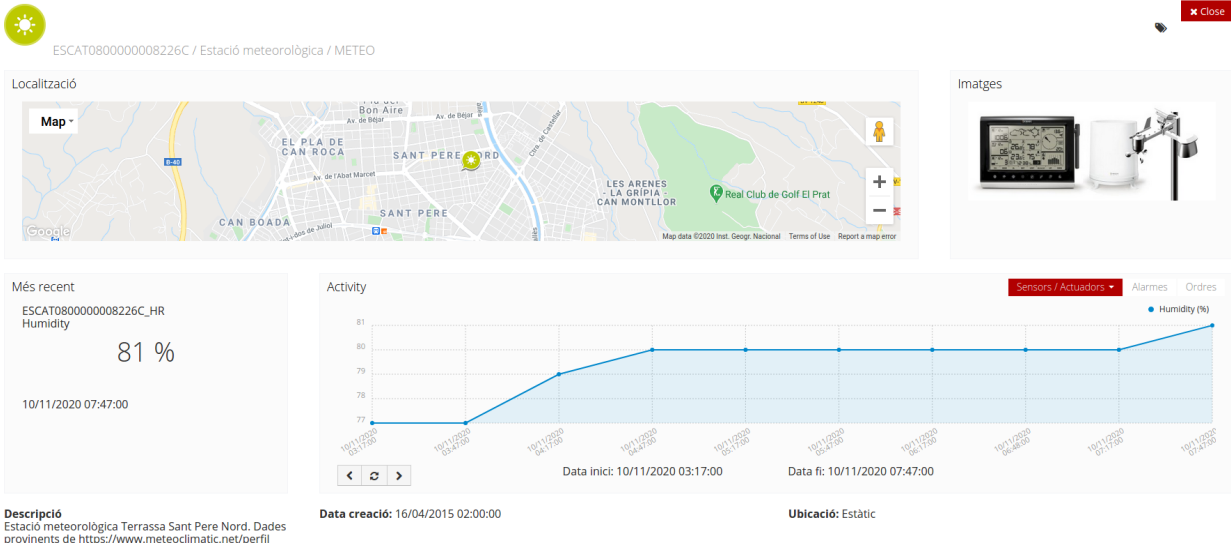 ✖ Close
ESCAT0800000008226C / Estació meteorològica / METEO
Localització
Imatges
Map
Bon Aire
Av. de Béjar
Av. de Béjar
Ctra. de Castellar
EL PLA DE
CAN ROCA
SANT PERE NORD
B-40
Av. de l'Abat Marcet
LES ARENES
- LA GRÍPIA -
CAN MONTLLOR
Real Club de Golf El Prat
SANT PERE
CAN BOADA
Google
Map data ©2020 Inst. Geogr. Nacional
Terms of Use
Report a map error
Més recent
ESCAT0800000008226C_HR
Humidity
81 %
10/11/2020 07:47:00
Activity
Sensors / Actuadors
Alarmes
Ordres
Humidity (%)
81
80
79
78
77
10/11/2020 03:17:00
10/11/2020 03:47:00
10/11/2020 04:17:00
10/11/2020 04:47:00
10/11/2020 05:17:00
10/11/2020 05:47:00
10/11/2020 06:17:00
10/11/2020 06:48:00
10/11/2020 07:17:00
10/11/2020 07:47:00
Data inici: 10/11/2020 03:17:00
Data fi: 10/11/2020 07:47:00
Descripció
Estació meteorològica Terrassa Sant Pere Nord. Dades
provinents de https://www.meteoclimatic.net/perfil
Data creació: 16/04/2015 02:00:00
Ubicació: Estàtic